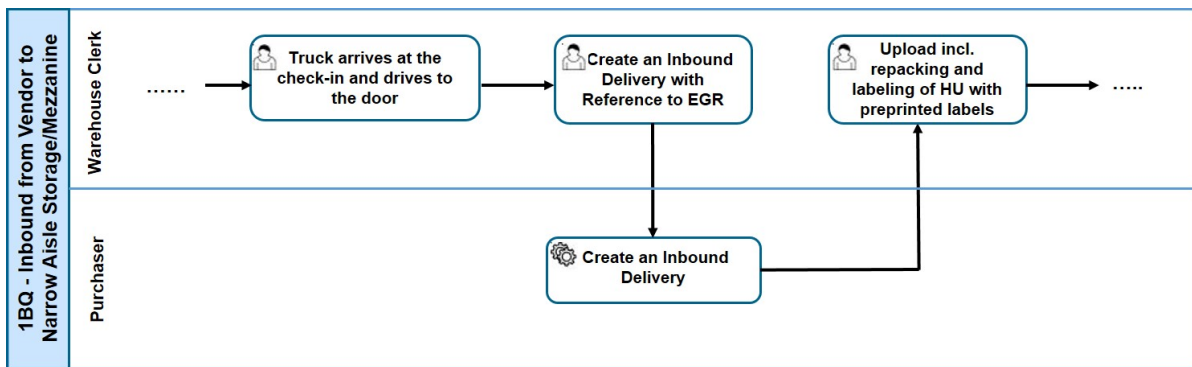 1BQ - Inbound from Vendor to
Narrow Aisle Storage/Mezzanine
Warehouse Clerk
......
Truck arrives at the
check-in and drives to
the door
Create an Inbound
Delivery with
Reference to EGR
Upload incl.
repacking and
labeling of HU with
preprinted labels
.....
Purchaser
Create an Inbound
Delivery